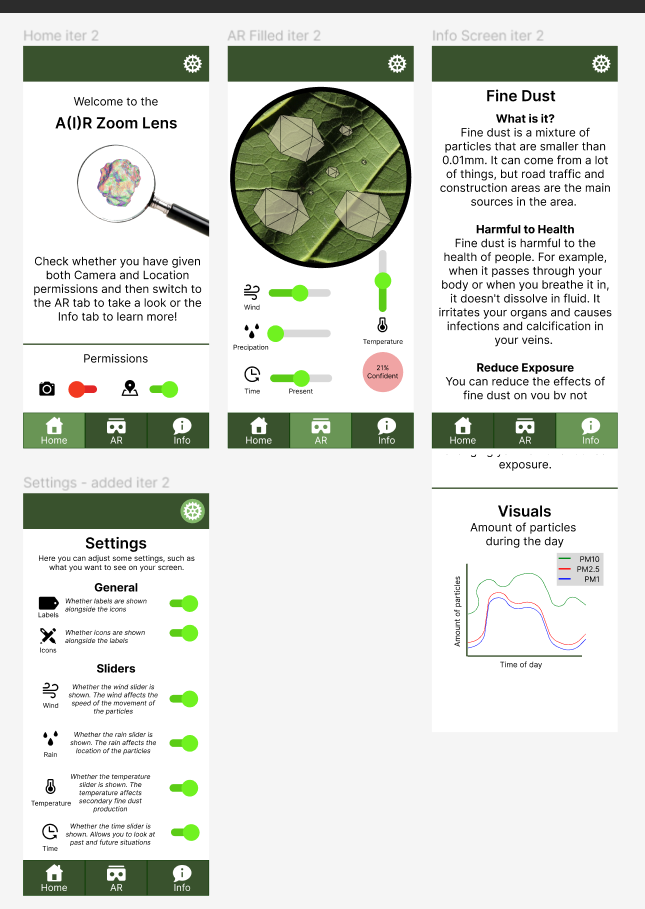 Home iter 2
Welcome to the
A(I)R Zoom Lens
Check whether you have given
both Camera and Location
permissions and then switch to
the AR tab to take a look or the
Info tab to learn more!
Permissions
Home
AR
Info
AR Filled iter 2
Wind
Precipation
Time
Present
Temperature
21%
Confident
Home
AR
Info
Info Screen iter 2
Fine Dust
What is it?
Fine dust is a mixture of
particles that are smaller than
0.01mm. It can come from a lot
of things, but road traffic and
construction areas are the main
sources in the area.
Harmful to Health
Fine dust is harmful to the
health of people. For example,
when it passes through your
body or when you breathe it in,
it doesn't dissolve in fluid. It
irritates your organs and causes
infections and calcification in
your veins.
Reduce Exposure
You can reduce the effects of
fine dust on you by not
Home
AR
Info
exposure.
Visuals
Amount of particles
during the day
PM10
PM2.5
PM1
Amount of particles
Time of day
Settings - added iter 2
Settings
Here you can adjust some settings, such as
what you want to see on your screen.
General
Labels
Whether labels are shown
alongside the icons
Icons
Whether icons are shown
alongside the labels
Sliders
Wind
Whether the wind slider is
shown. The wind affects the
speed of the movement of
the particles
Rain
Whether the rain slider is
shown. The rain affects the
location of the particles
Temperature
Whether the temperature
slider is shown. The
temperature affects
secondary fine dust
production
Time
Whether the time slider is
shown. Allows you to look at
past and future situations
Home
AR
Info